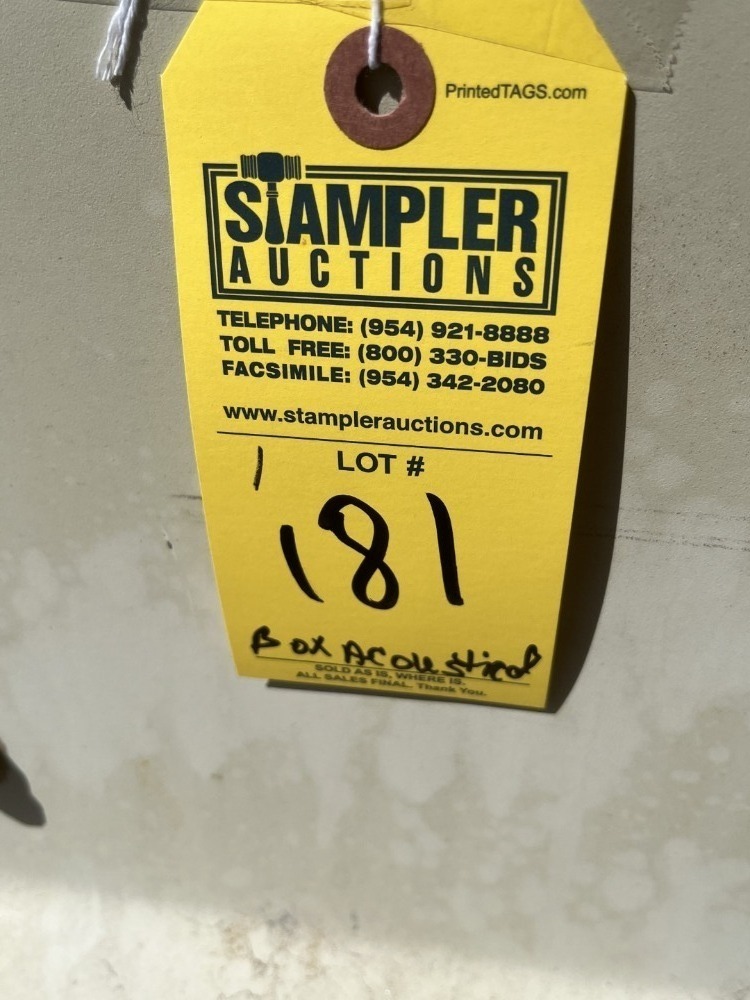 PrintedTAGS.com
STAMPLER
AUCTIONS
TELEPHONE: (954) 921-8888
TOLL FREE: (800) 330-BIDS
FACSIMILE: (954) 342-2080
www.stamplerauctions.com
1 LOT #
181
Box Acoustical
SOLD AS IS, WHERE IS.
ALL SALES FINAL. Thank You.